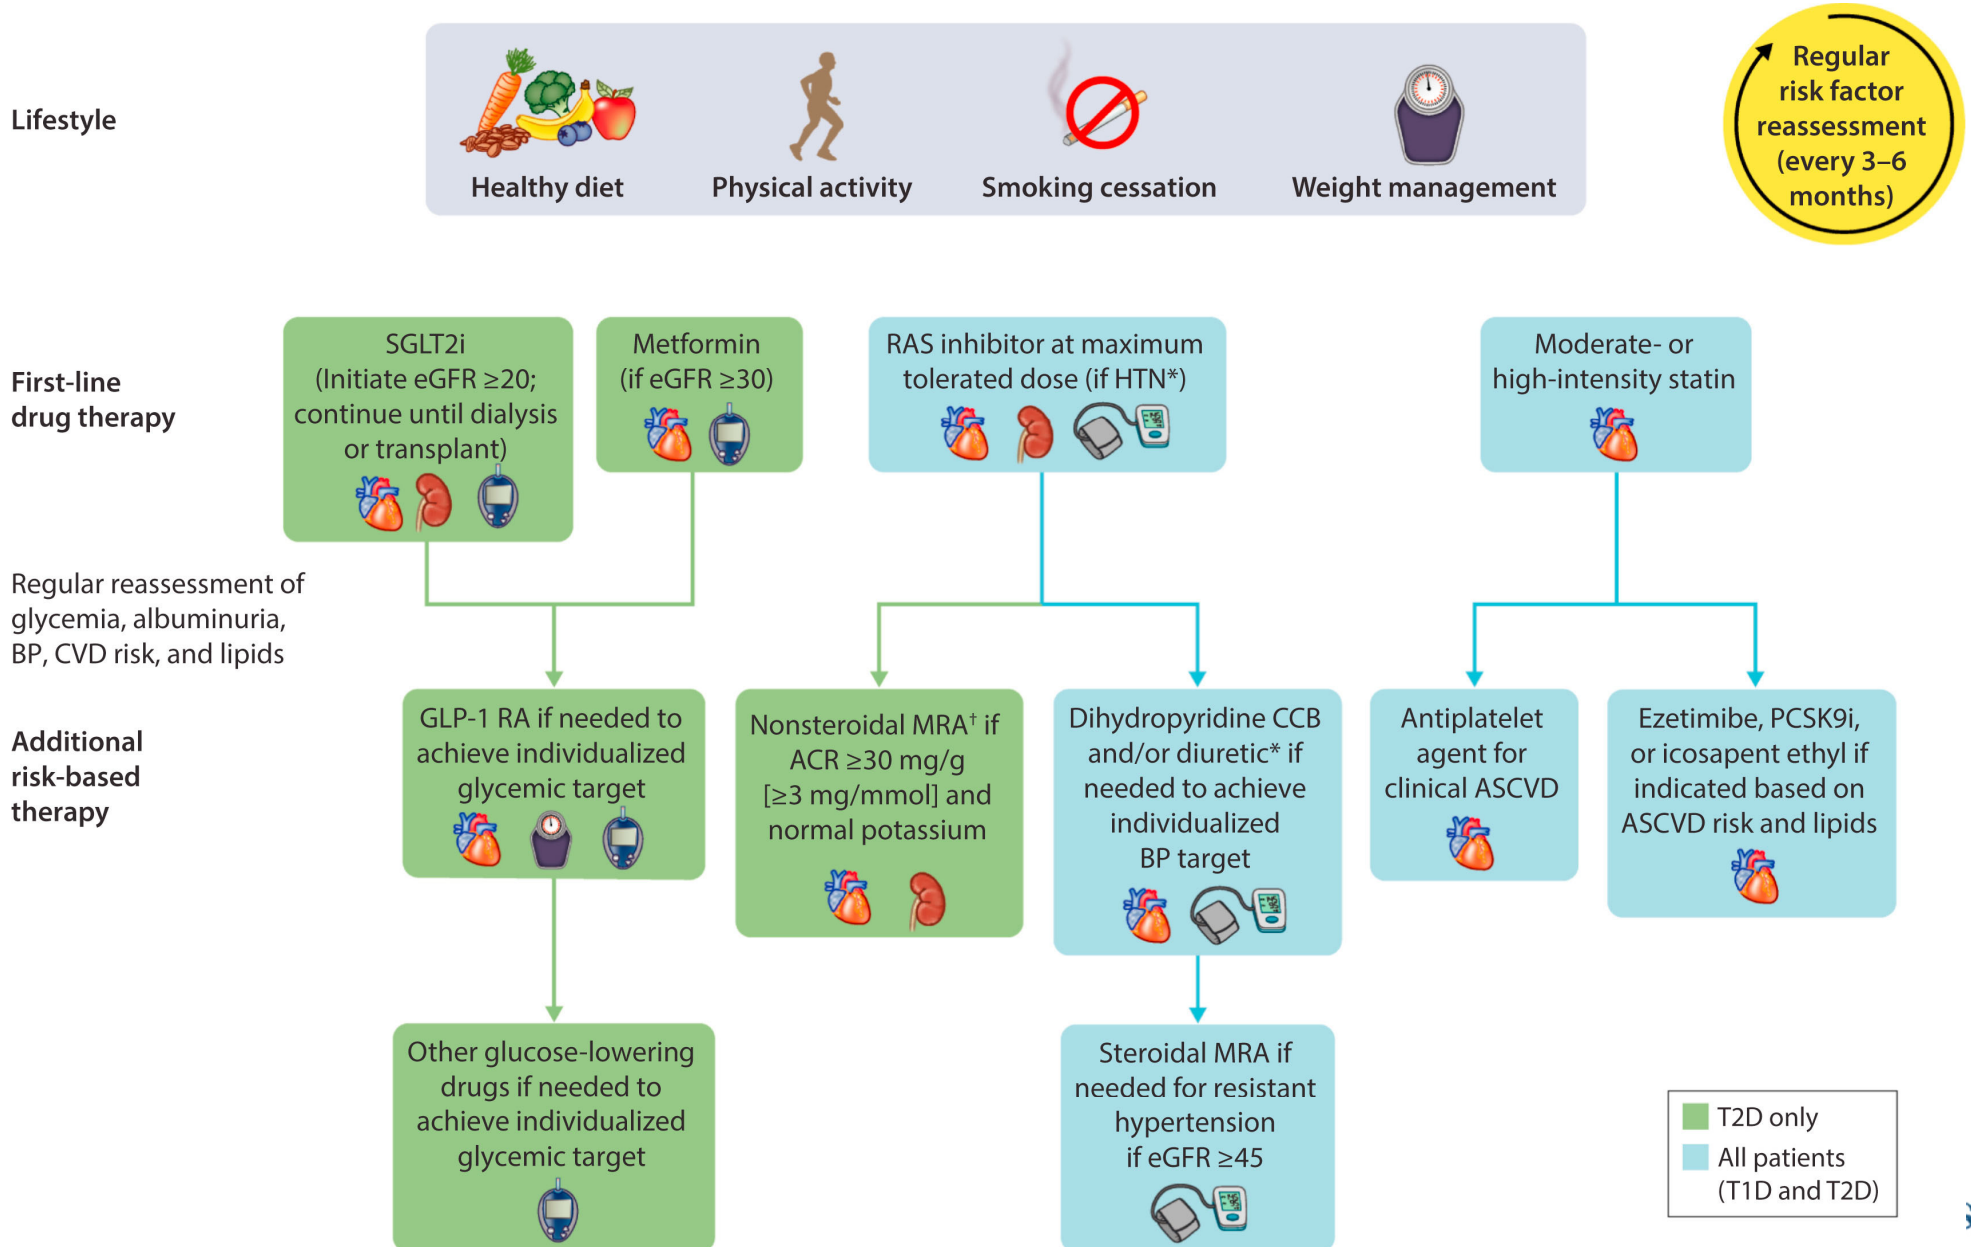 Lifestyle
Healthy diet
Physical activity
Smoking cessation
Weight management
Regular
risk factor
reassessment
(every 3–6
months)
First-line
drug therapy
SGLT2i
(Initiate eGFR ≥20;
continue until dialysis
or transplant)
Metformin
(if eGFR ≥30)
RAS inhibitor at maximum
tolerated dose (if HTN*)
Moderate- or
high-intensity statin
Regular reassessment of
glycemia, albuminuria,
BP, CVD risk, and lipids
Additional
risk-based
therapy
GLP-1 RA if needed to
achieve individualized
glycemic target
Nonsteroidal MRA† if
ACR ≥30 mg/g
[≥3 mg/mmol] and
normal potassium
Dihydropyridine CCB
and/or diuretic* if
needed to achieve
individualized
BP target
Antiplatelet
agent for
clinical ASCVD
Ezetimibe, PCSK9i,
or icosapent ethyl if
indicated based on
ASCVD risk and lipids
Other glucose-lowering
drugs if needed to
achieve individualized
glycemic target
Steroidal MRA if
needed for resistant
hypertension
if eGFR ≥45
T2D only
All patients
(T1D and T2D)